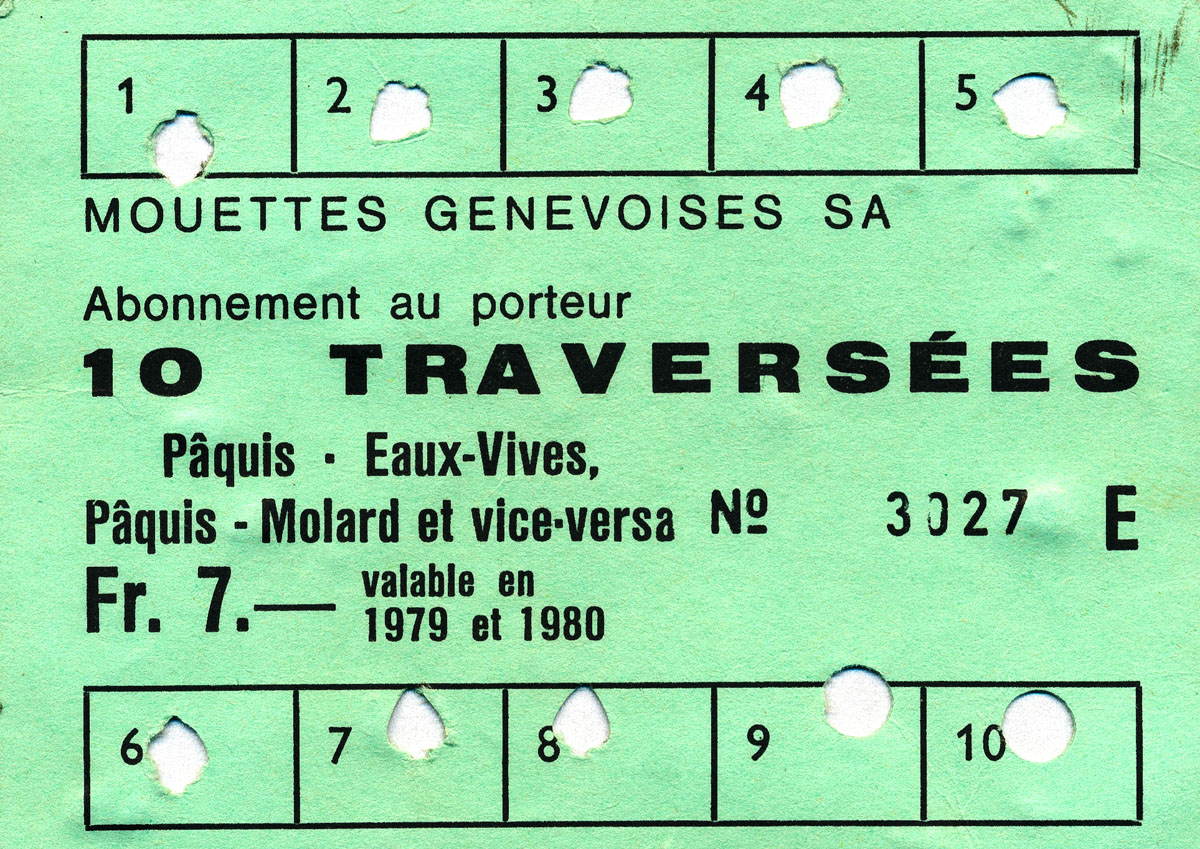 1 2 3 4 5
MOUETTES GENEVOISES SA
Abonnement au porteur
10 TRAVERSÉES
Pâquis · Eaux-Vives,
Pâquis - Molard et vice-versa Nº 3027 E
Fr. 7.— valable en
1979 et 1980
6 7 8 9 10